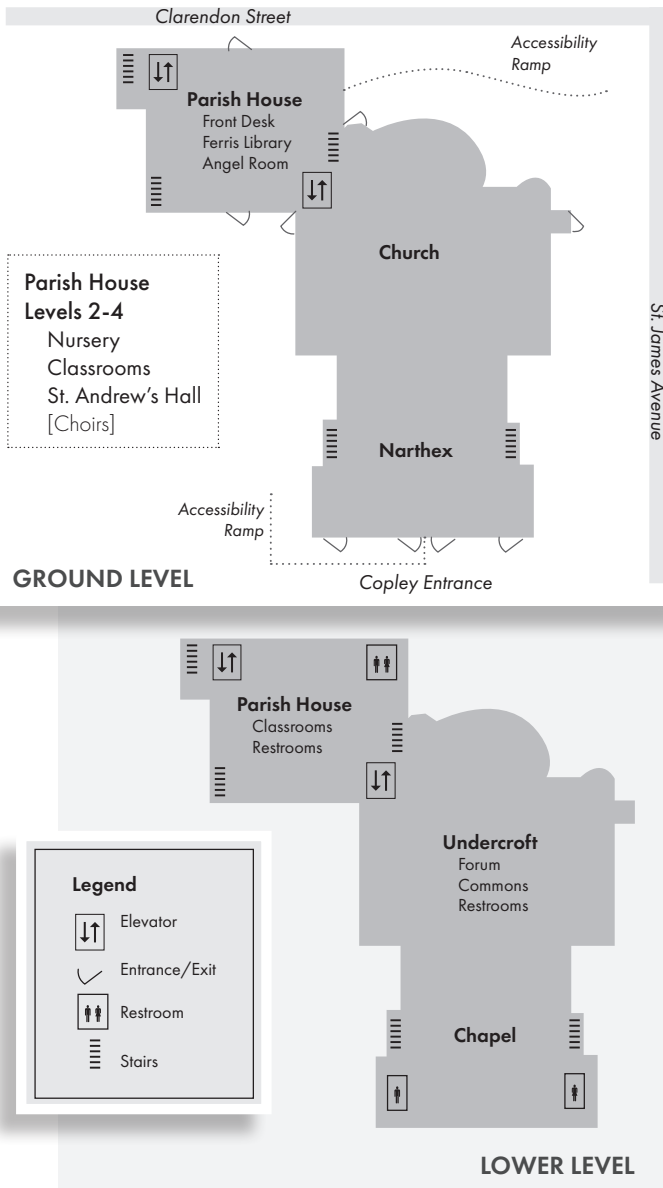 Clarendon Street
Accessibility
Ramp
Parish House
Front Desk
Ferris Library
Angel Room
Church
Parish House
Levels 2-4
Nursery
Classrooms
St. Andrew's Hall
[Choirs]
St. James Avenue
Narthex
Accessibility
Ramp
GROUND LEVEL
Copley Entrance
Parish House
Classrooms
Restrooms
Undercroft
Forum
Commons
Restrooms
Legend
Elevator
Entrance/Exit
Restroom
Stairs
Chapel
LOWER LEVEL